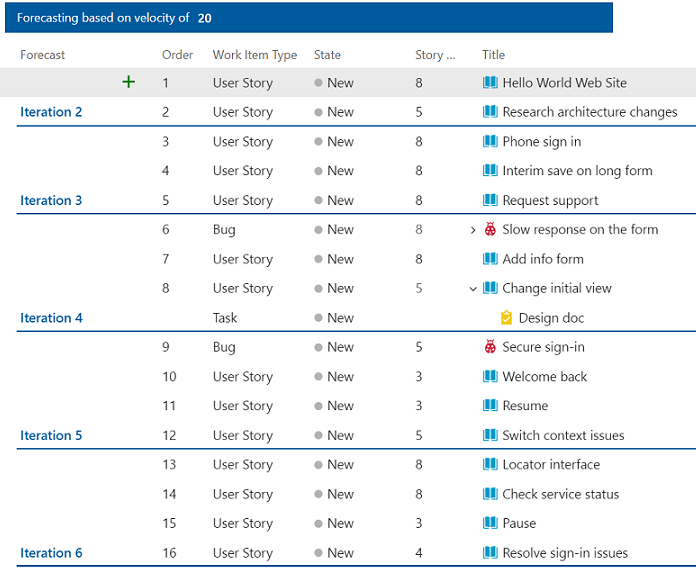 Forecasting based on velocity of 20
Forecast Order Work Item Type State Story ... Title
+ 1 User Story New 8 Hello World Web Site
Iteration 2 2 User Story New 5 Research architecture changes
3 User Story New 8 Phone sign in
4 User Story New 8 Interim save on long form
Iteration 3 5 User Story New 8 Request support
6 Bug New 8 Slow response on the form
7 User Story New 8 Add info form
8 User Story New 5 Change initial view
Iteration 4 Task New Design doc
9 Bug New 5 Secure sign-in
10 User Story New 3 Welcome back
11 User Story New 3 Resume
Iteration 5 12 User Story New 5 Switch context issues
13 User Story New 8 Locator interface
14 User Story New 8 Check service status
15 User Story New 3 Pause
Iteration 6 16 User Story New 4 Resolve sign-in issues